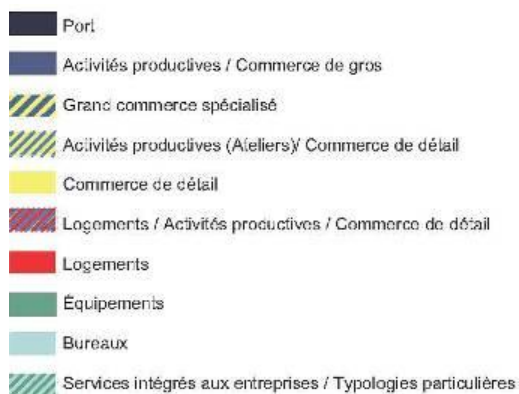 Port
Activités productives / Commerce de gros
Grand commerce spécialisé
Activités productives (Ateliers)/ Commerce de détail
Commerce de détail
Logements / Activités productives / Commerce de détail
Logements
Équipements
Bureaux
Services intégrés aux entreprises / Typologies particulières